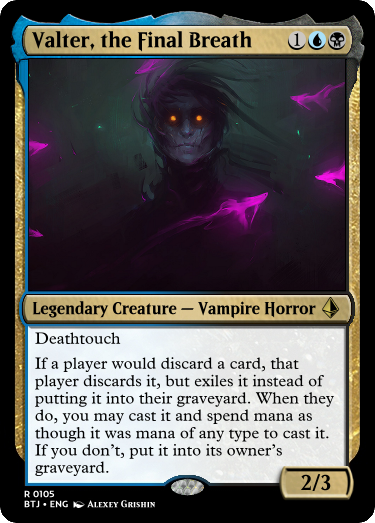 Valter, the Final Breath 1
Legendary Creature — Vampire Horror
Deathtouch
If a player would discard a card, that
player discards it, but exiles it instead of
putting it into their graveyard. When they
do, you may cast it and spend mana as
though it was mana of any type to cast it.
If you don't, put it into its owner's
graveyard.
2/3
R 0105
BTJ • ENG Alexey Grishin